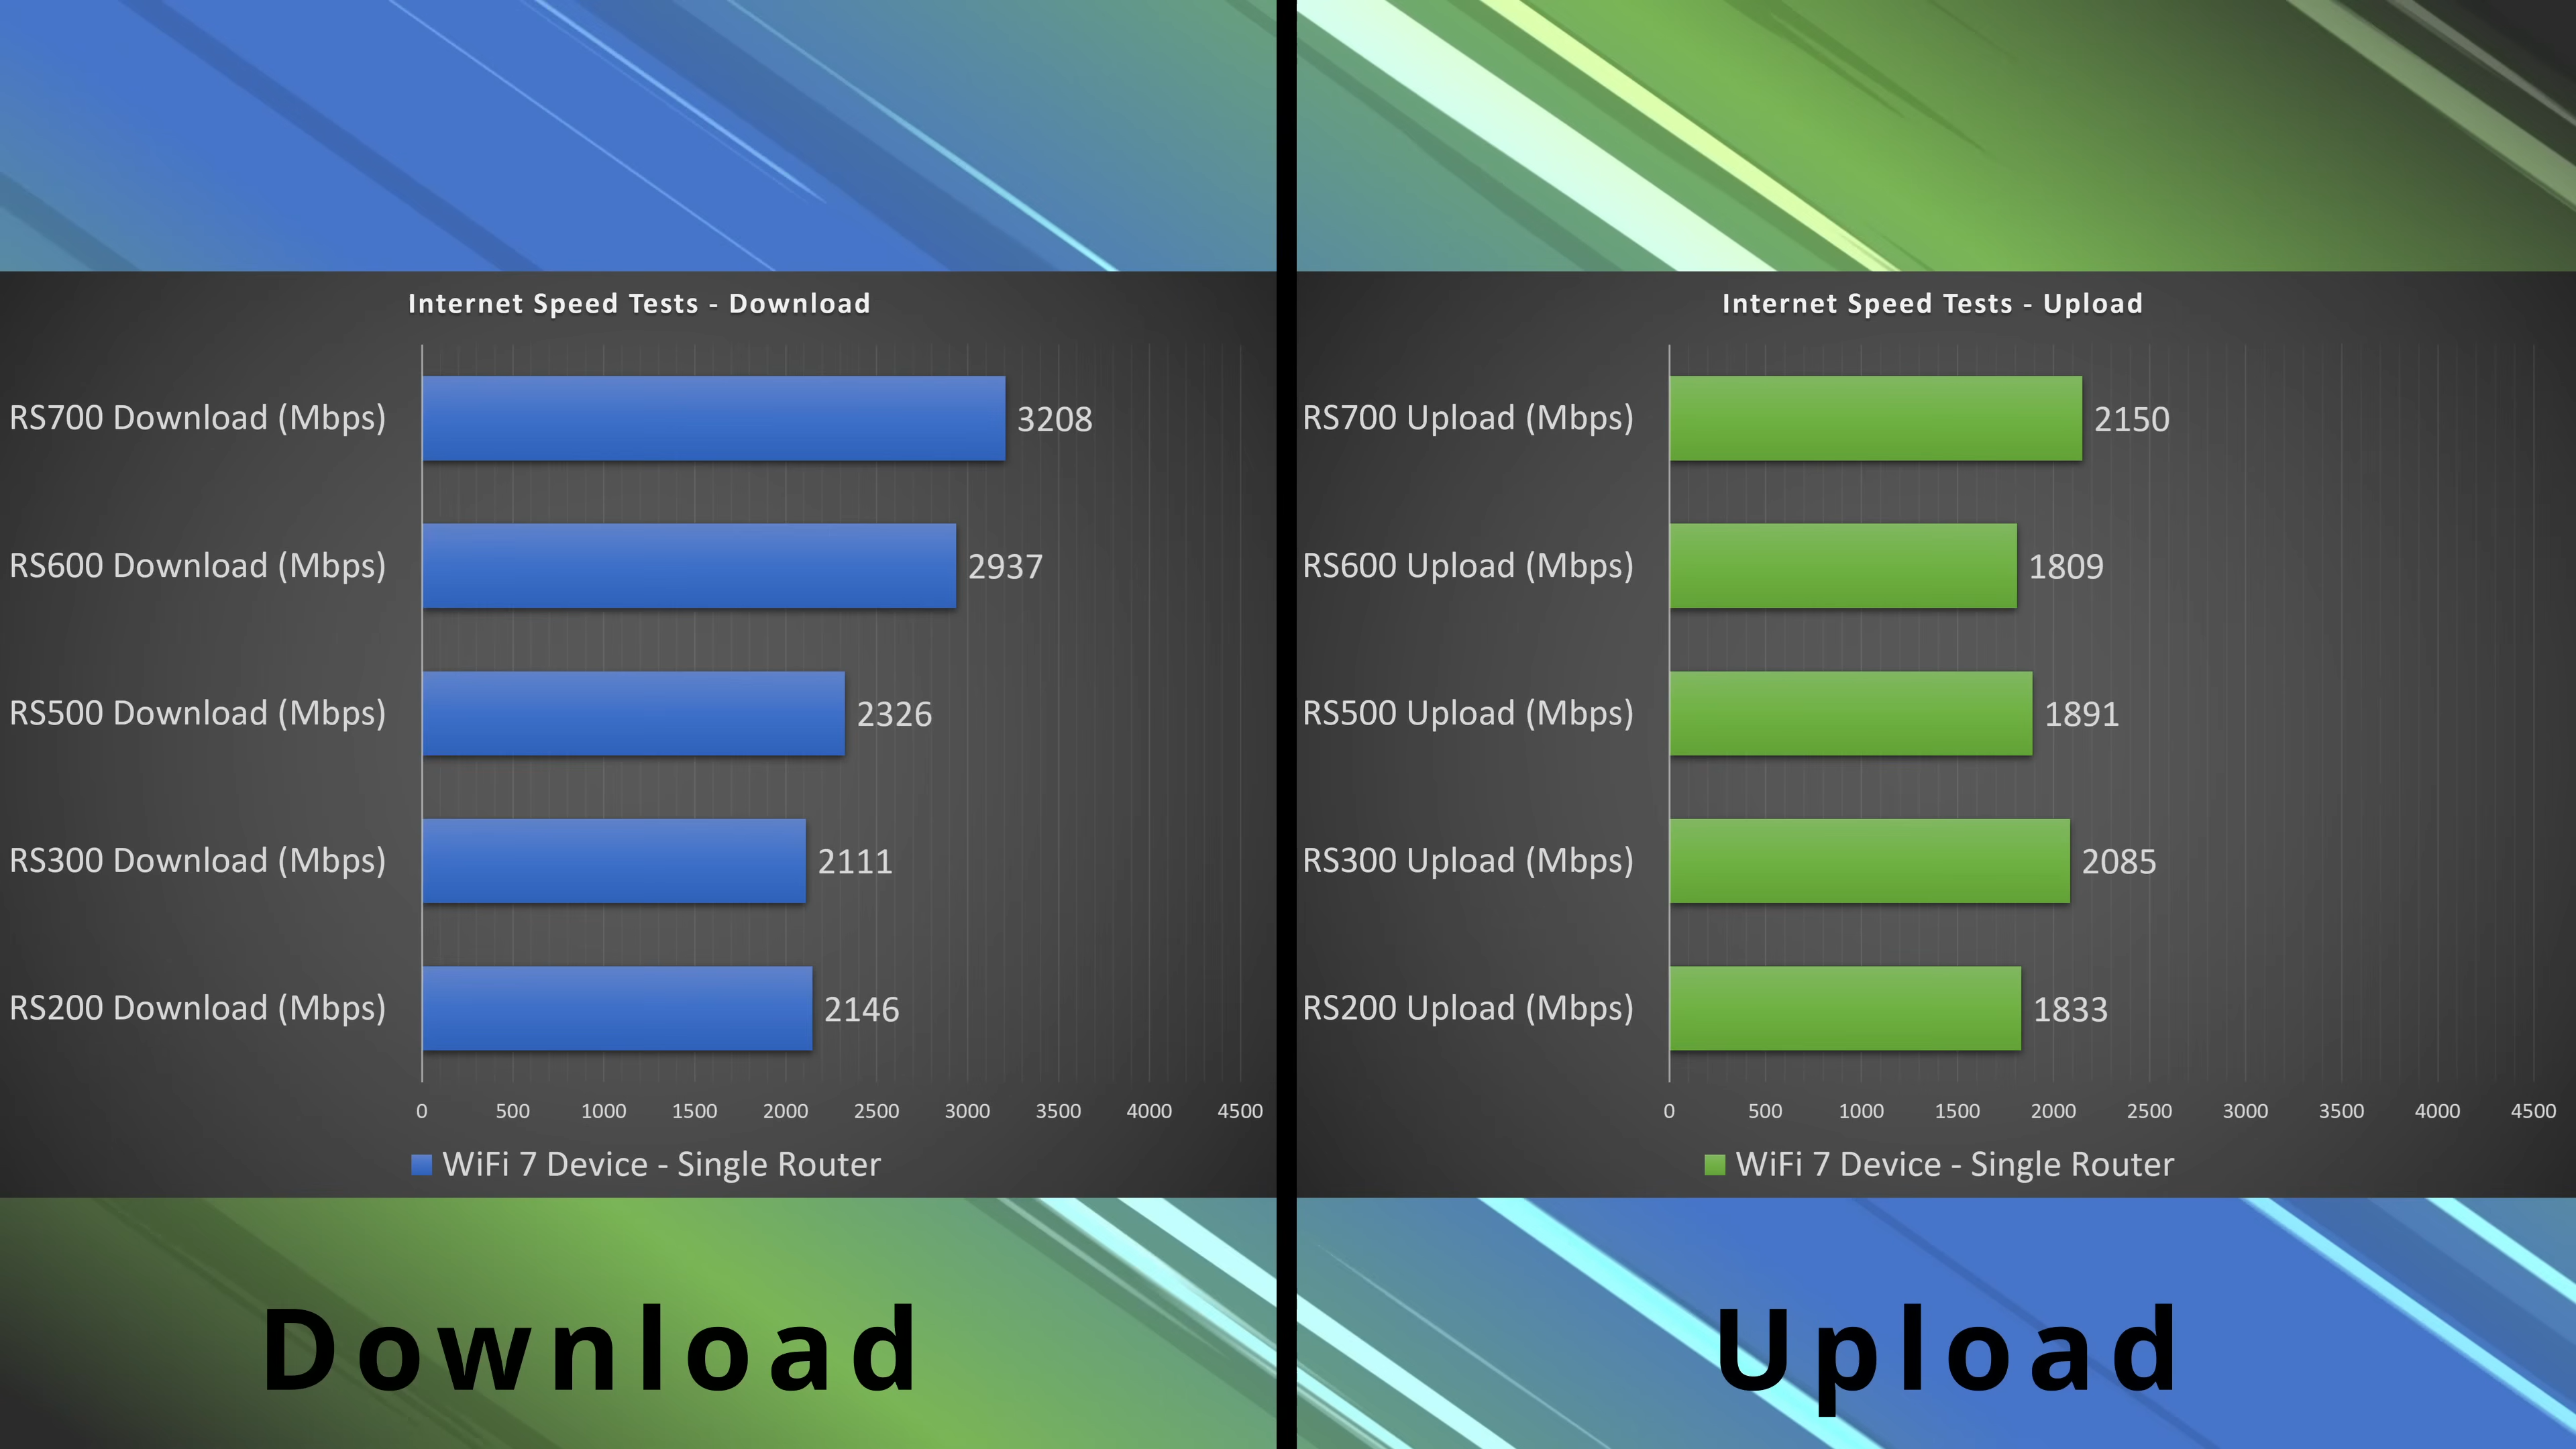 Internet Speed Tests - Download
RS700 Download (Mbps)
3208
RS600 Download (Mbps)
2937
RS500 Download (Mbps)
2326
RS300 Download (Mbps)
2111
RS200 Download (Mbps)
2146
0 500 1000 1500 2000 2500 3000 3500 4000 4500
WiFi 7 Device - Single Router
Download
Internet Speed Tests - Upload
RS700 Upload (Mbps)
2150
RS600 Upload (Mbps)
1809
RS500 Upload (Mbps)
1891
RS300 Upload (Mbps)
2085
RS200 Upload (Mbps)
1833
0 500 1000 1500 2000 2500 3000 3500 4000 4500
WiFi 7 Device - Single Router
Upload